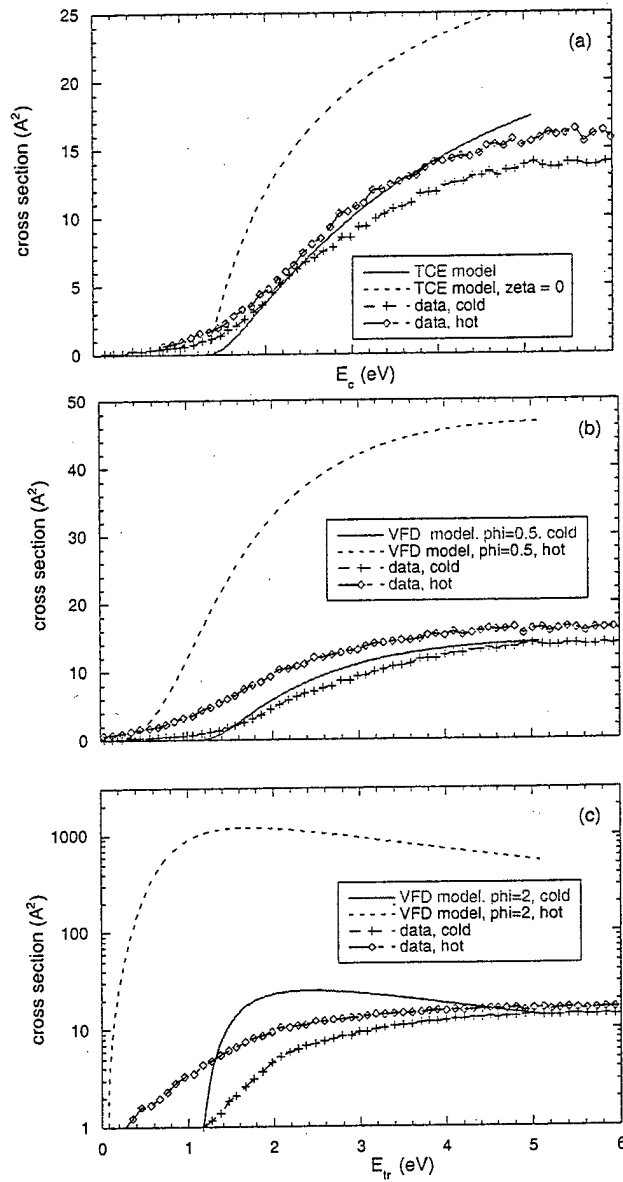 25
20
15
10
5
0
cross section (A²)
(a)
TCE model
TCE model, zeta = 0
data, cold
data, hot
0 2 4
E_c (eV)
50
40
30
20
10
0
cross section (A²)
(b)
VFD model. phi=0.5. cold
VFD model, phi=0.5, hot
data, cold
data, hot
1000
100
10
1
cross section (A²)
(c)
VFD model. phi=2, cold
VFD model, phi=2, hot
data, cold
data, hot
0 1 2 3 4 5 6
E_tr (eV)